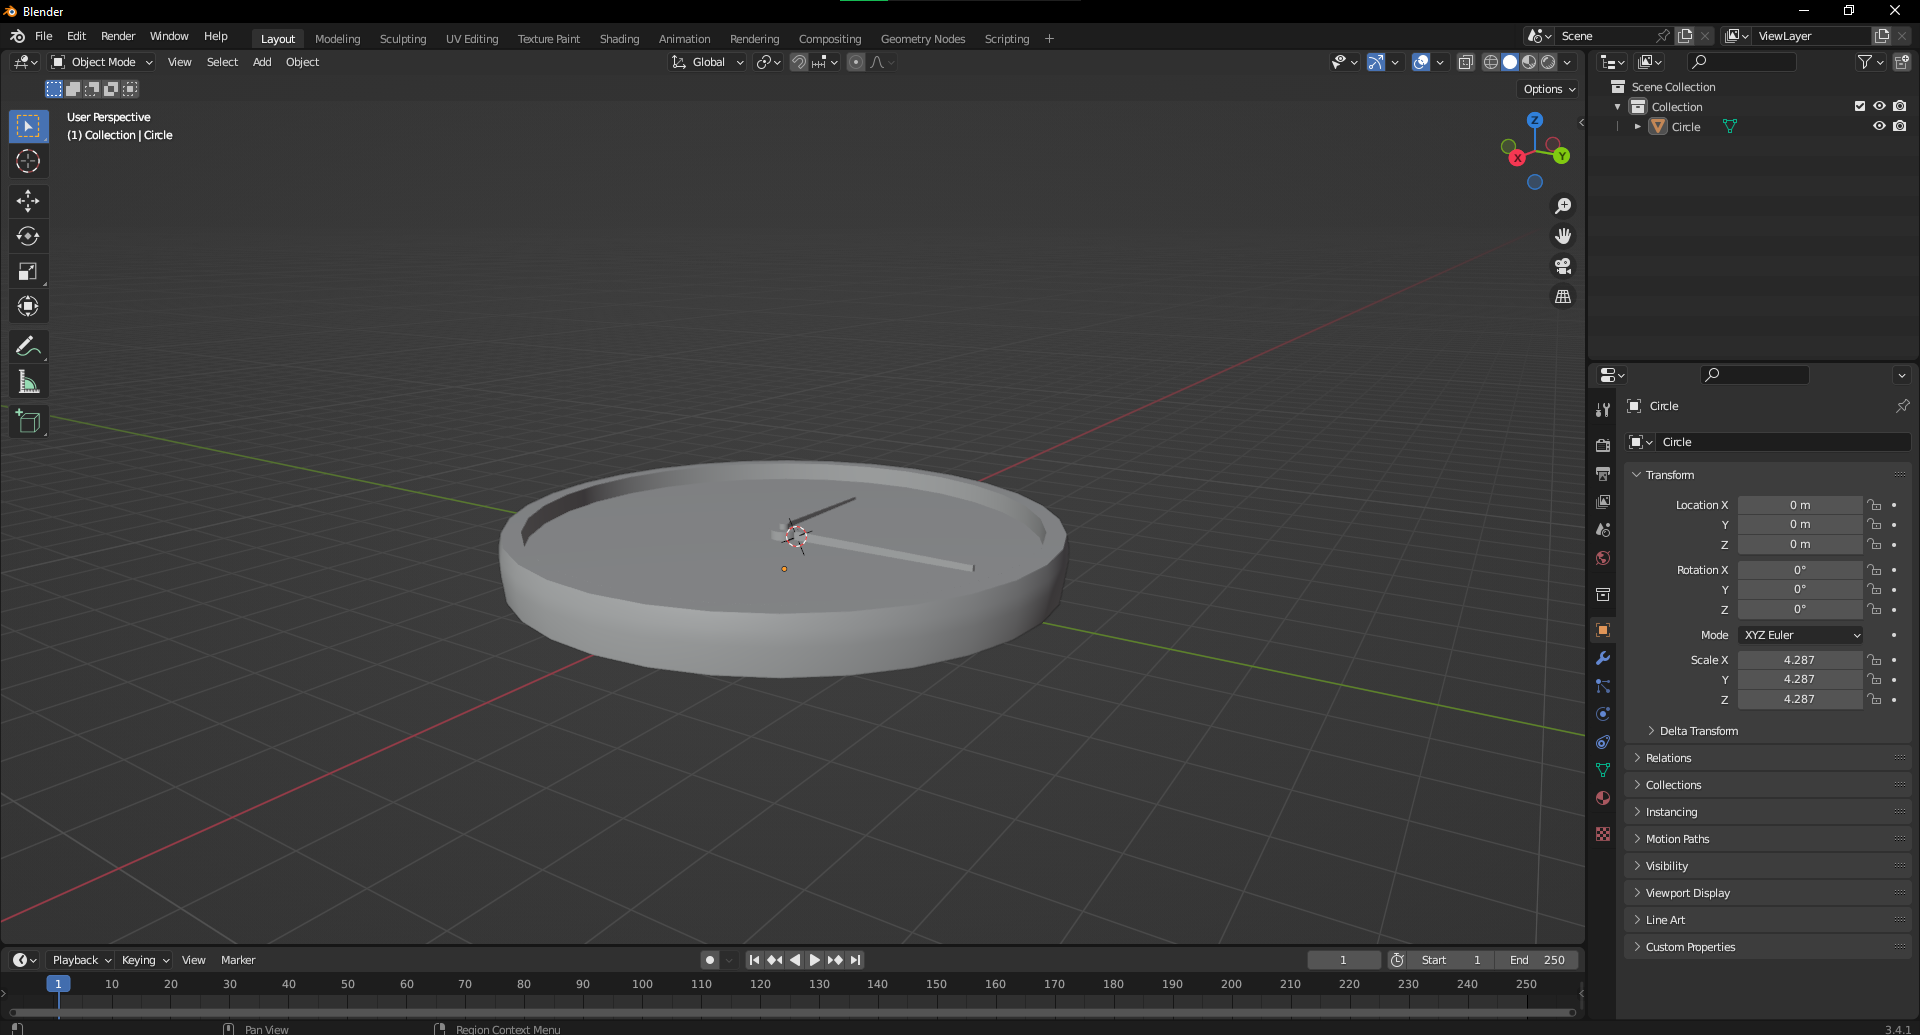 Blender
File Edit Render Window Help Layout Modeling Sculpting UV Editing Texture Paint Shading Animation Rendering Compositing Geometry Nodes Scripting + Scene ViewLayer
Object Mode View Select Add Object Global
Options
User Perspective
(1) Collection | Circle
Z
X
Y
Scene Collection
Collection
Circle
Circle
Circle
Transform
Location X 0 m
Y 0 m
Z 0 m
Rotation X 0°
Y 0°
Z 0°
Mode XYZ Euler
Scale X 4.287
Y 4.287
Z 4.287
Delta Transform
Relations
Collections
Instancing
Motion Paths
Visibility
Viewport Display
Line Art
Custom Properties
Playback Keying View Marker 1 Start 1 End 250
1 10 20 30 40 50 60 70 80 90 100 110 120 130 140 150 160 170 180 190 200 210 220 230 240 250
Pan View Region Context Menu 3.4.1